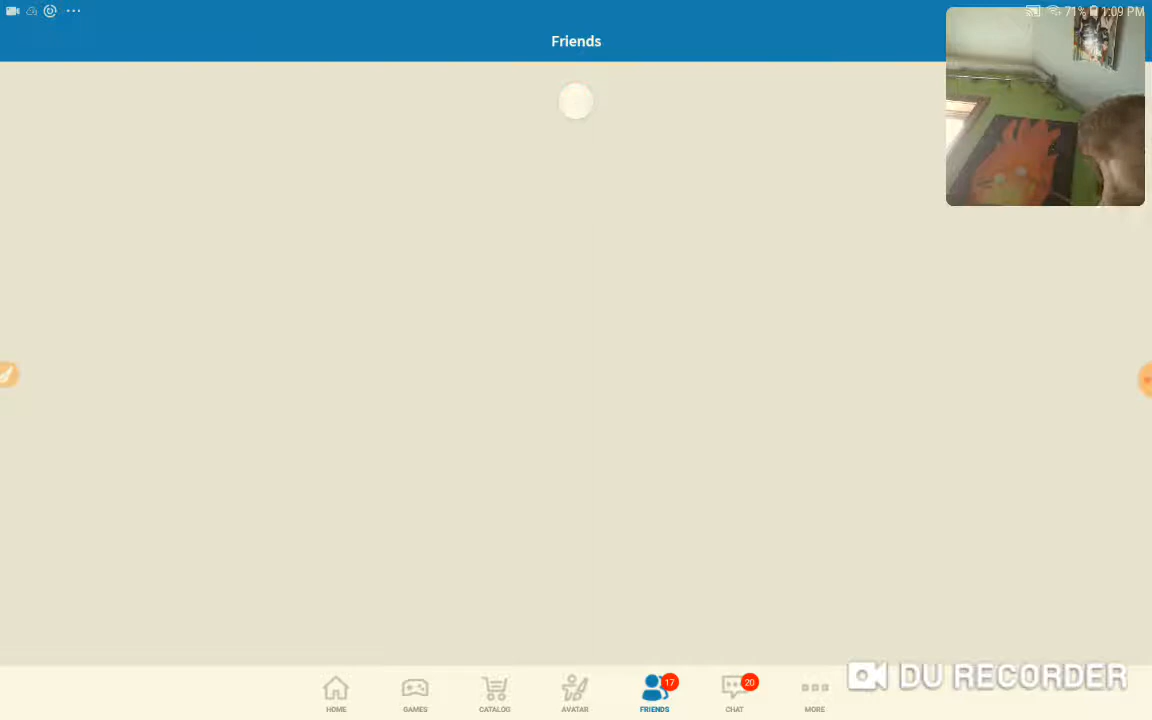 71% 1:09 PM
Friends
HOME GAMES CATALOG AVATAR FRIENDS 17 CHAT 20 MORE
DU RECORDER